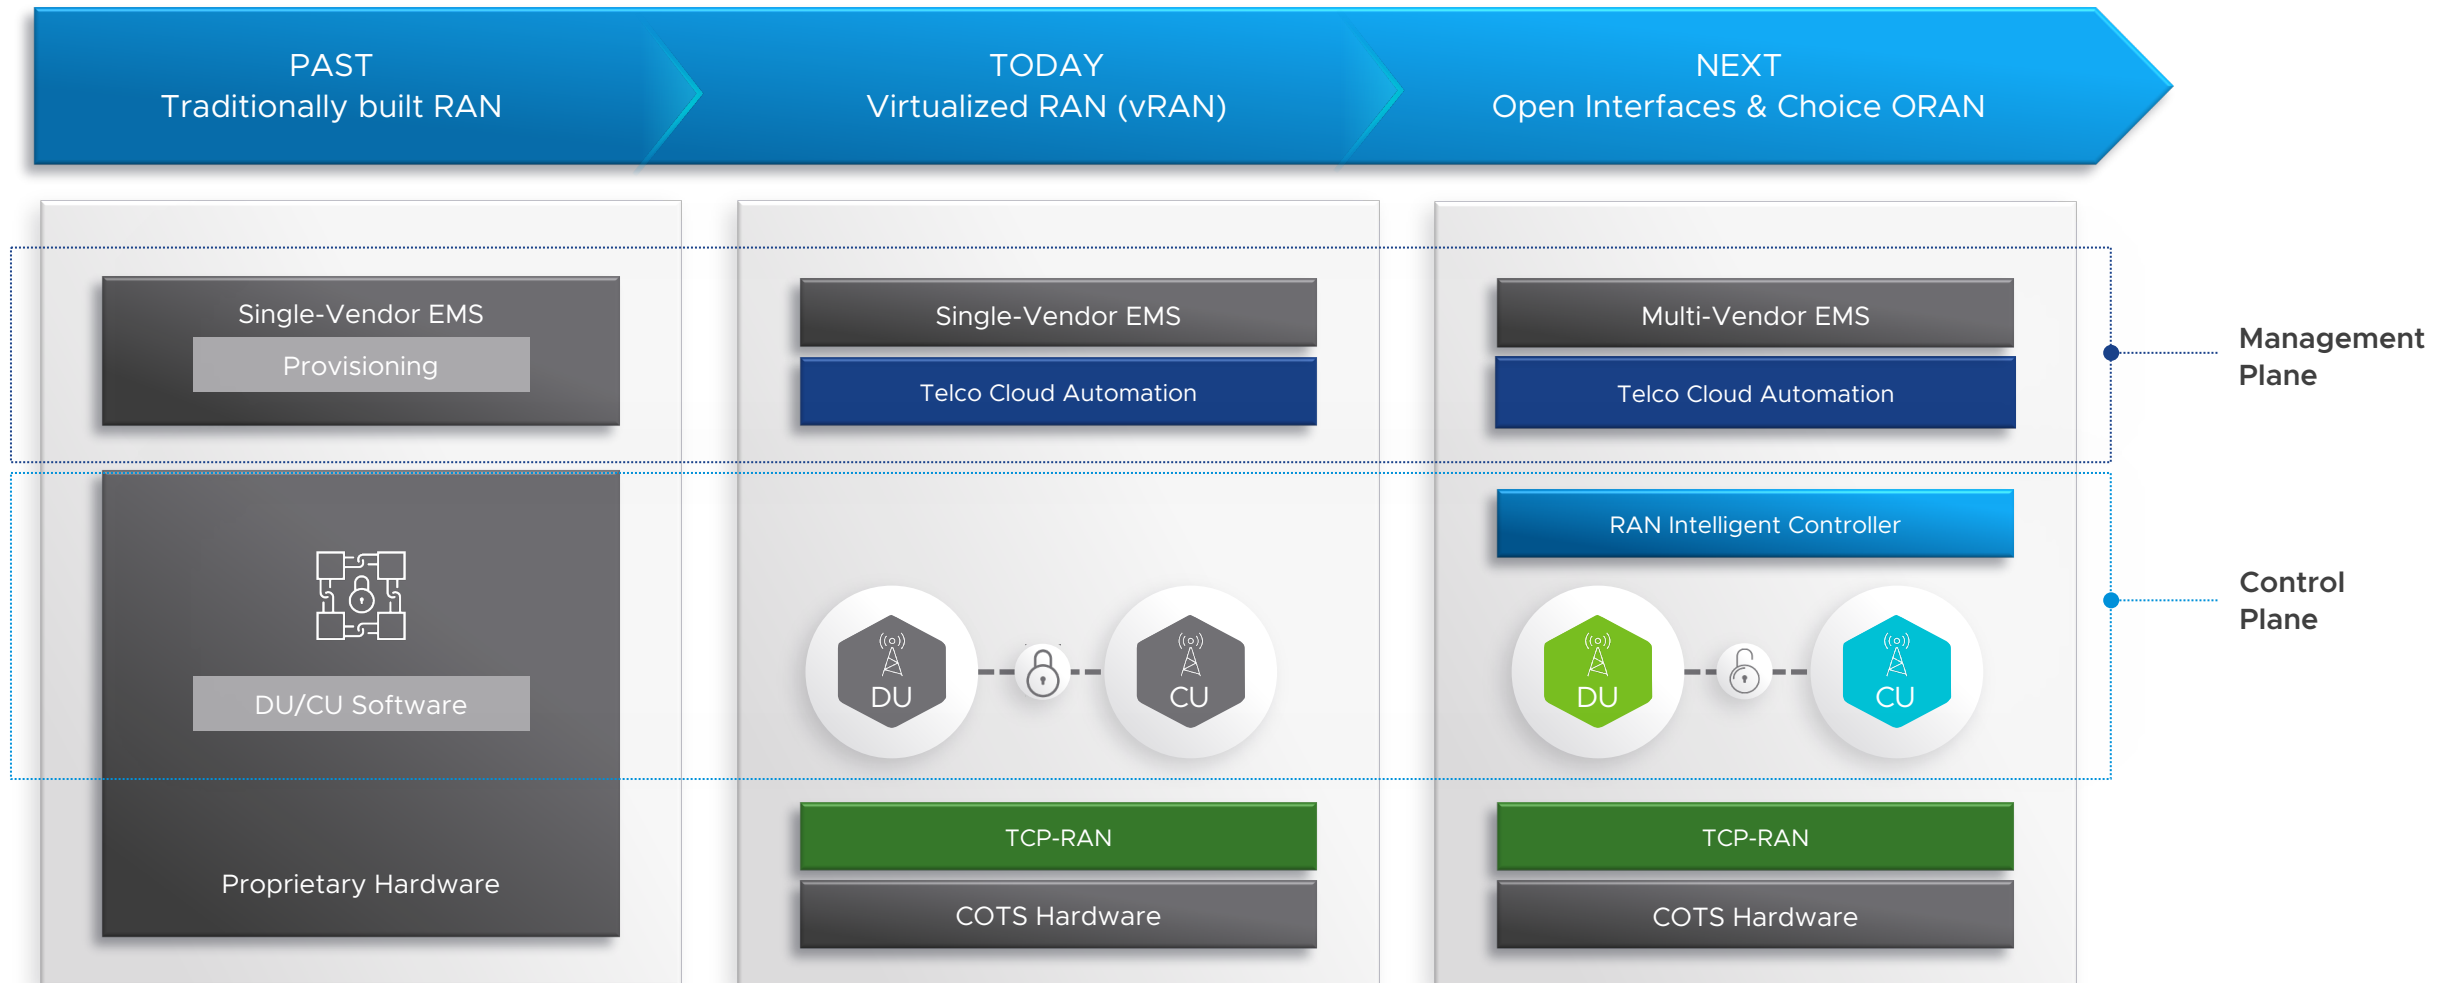 PAST
Traditionally built RAN
TODAY
Virtualized RAN (vRAN)
NEXT
Open Interfaces & Choice ORAN
Single-Vendor EMS
Provisioning
Single-Vendor EMS
Telco Cloud Automation
Multi-Vendor EMS
Telco Cloud Automation
Management
Plane
DU/CU Software
Proprietary Hardware
DU
CU
RAN Intelligent Controller
DU
CU
Control
Plane
TCP-RAN
COTS Hardware
TCP-RAN
COTS Hardware